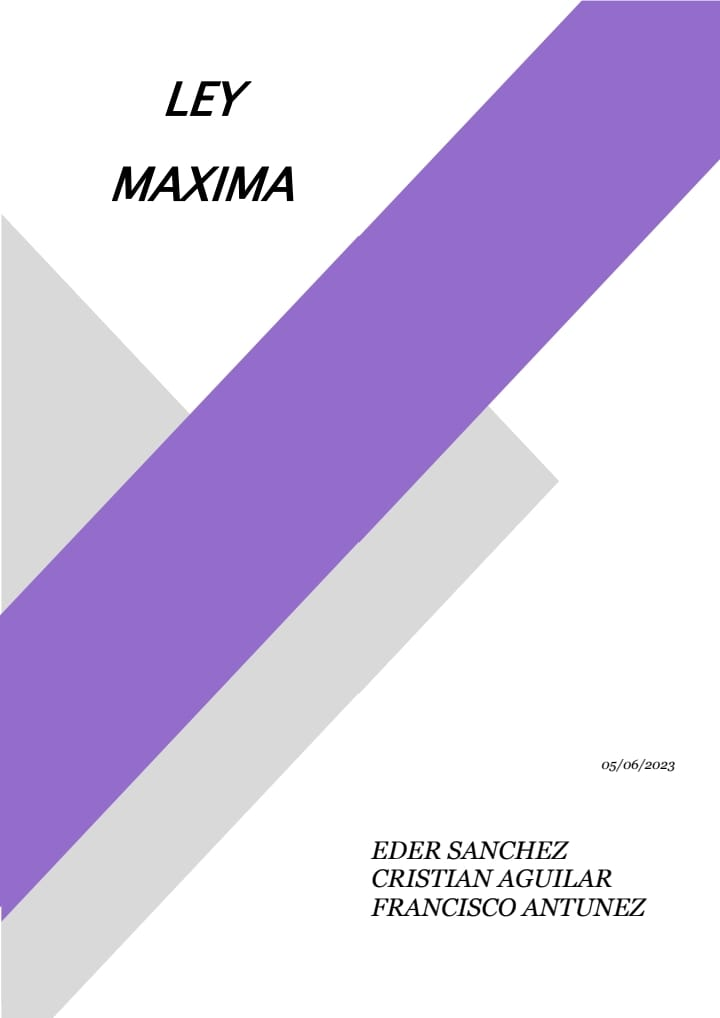 LEY
MAXIMA
05/06/2023
EDER SANCHEZ
CRISTIAN AGUILAR
FRANCISCO ANTUNEZ